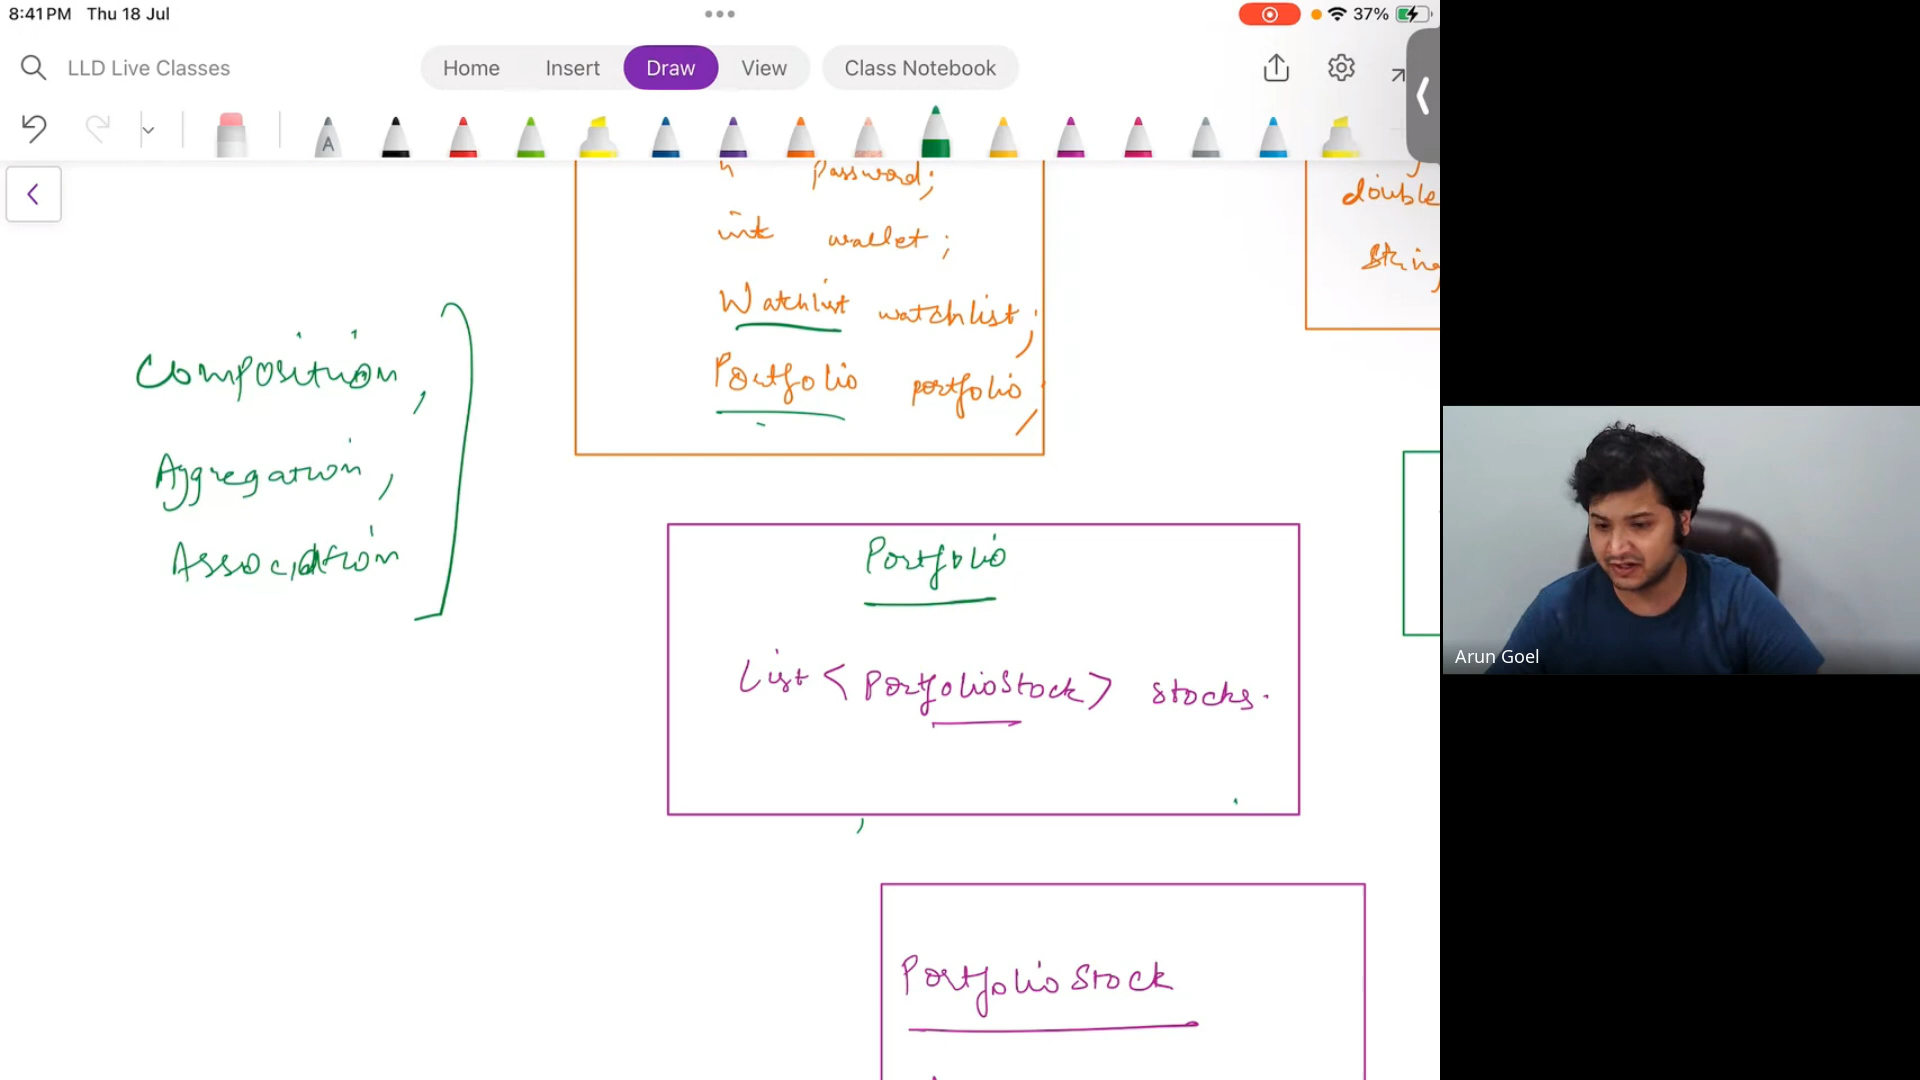 8:41 PM Thu 18 Jul
37%
LLD Live Classes
Home Insert Draw View Class Notebook
A
password;
int wallet;
Watchlist watchlist;
Portfolio portfolio;
double
Composition,
Aggregation,
Association
Portfolio
List < PortfolioStock > stocks.
PortfolioStock
Arun Goel